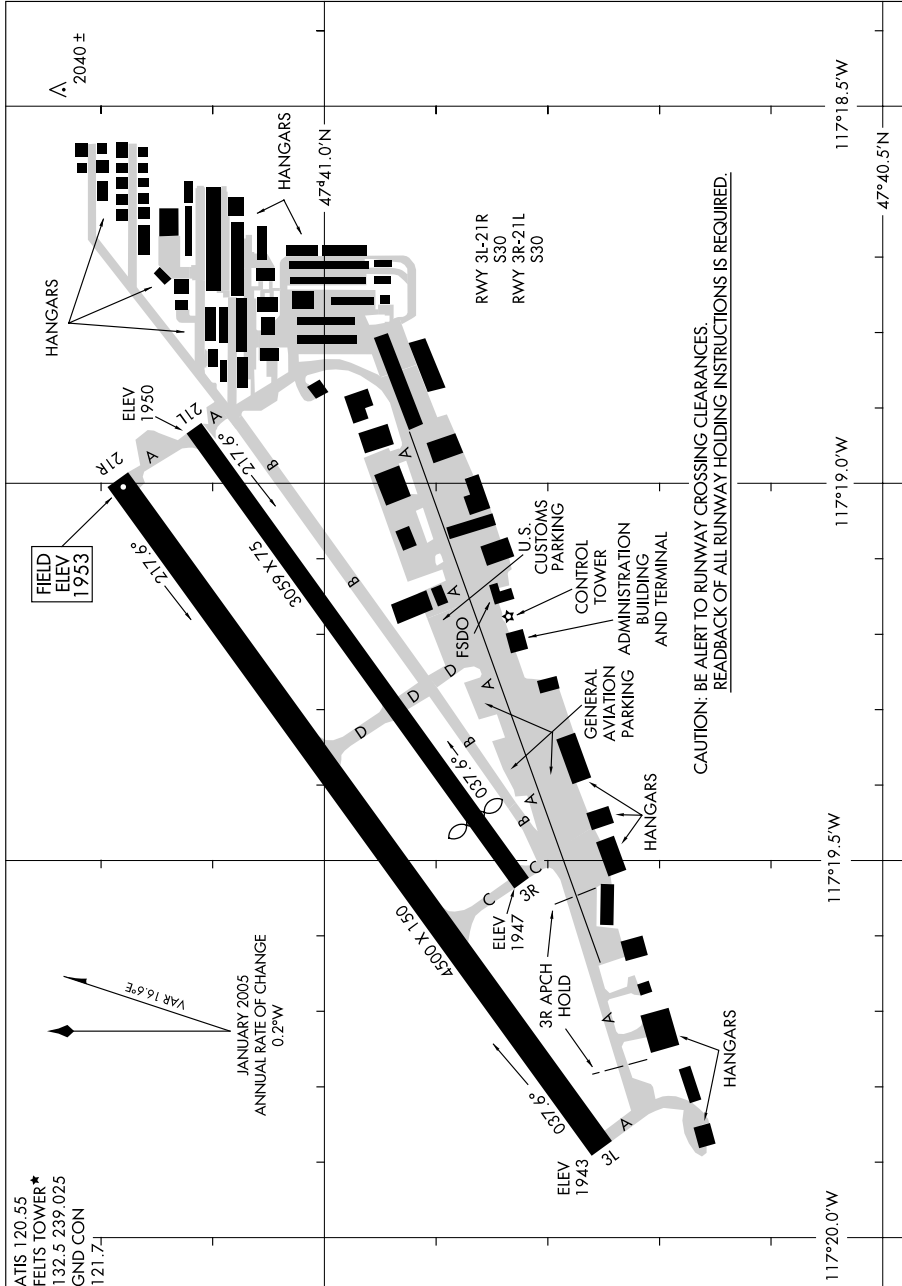 ATIS 120.55
FELTS TOWER★
132.5 239.025
GND CON
121.7
VAR 16.6°E
JANUARY 2005
ANNUAL RATE OF CHANGE
0.2°W
FIELD
ELEV
1953
21R
A
217.6°
ELEV
1950
21L
A
217.6°
HANGARS
2040 ±
HANGARS
47d41.0'N
3059 X 75
B
B
4500 X 150
D
D
D
B
037.6°
B
C
C
3R
ELEV
1947
3R APCH
HOLD
037.6°
3L
ELEV
1943
A
A
A
A
A
A
U.S.
CUSTOMS
PARKING
FSDO
CONTROL
TOWER
ADMINISTRATION
BUILDING
AND TERMINAL
GENERAL
AVIATION
PARKING
HANGARS
HANGARS
RWY 3L-21R
S30
RWY 3R-21L
S30
CAUTION: BE ALERT TO RUNWAY CROSSING CLEARANCES.
READBACK OF ALL RUNWAY HOLDING INSTRUCTIONS IS REQUIRED.
117°20.0'W
117°19.5'W
117°19.0'W
117°18.5'W
47°40.5'N